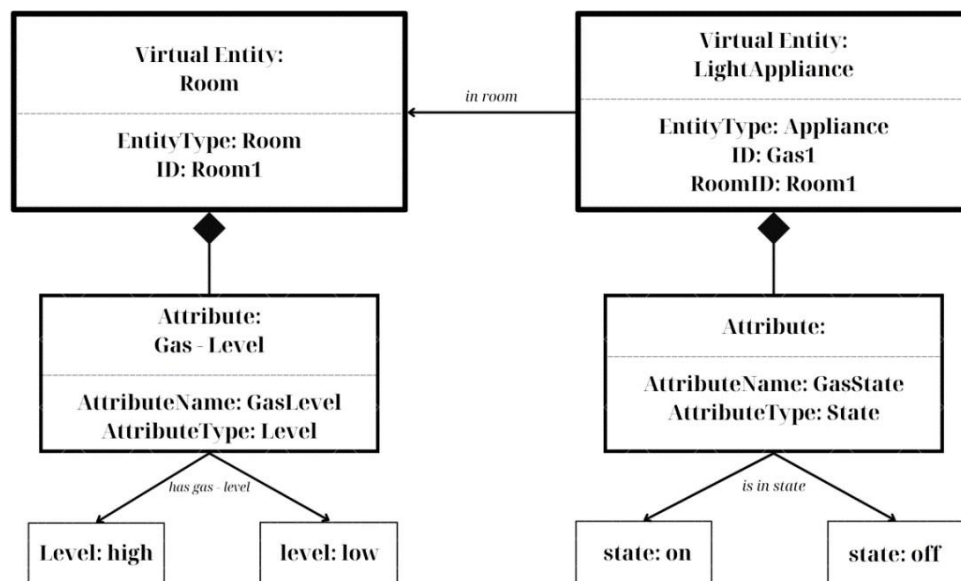 Virtual Entity:
Room
EntityType: Room
ID: Room1
in room
Virtual Entity:
LightAppliance
EntityType: Appliance
ID: Gas1
RoomID: Room1
Attribute:
Gas - Level
AttributeName: GasLevel
AttributeType: Level
has gas - level
Level: high
level: low
Attribute:
AttributeName: GasState
AttributeType: State
is in state
state: on
state: off